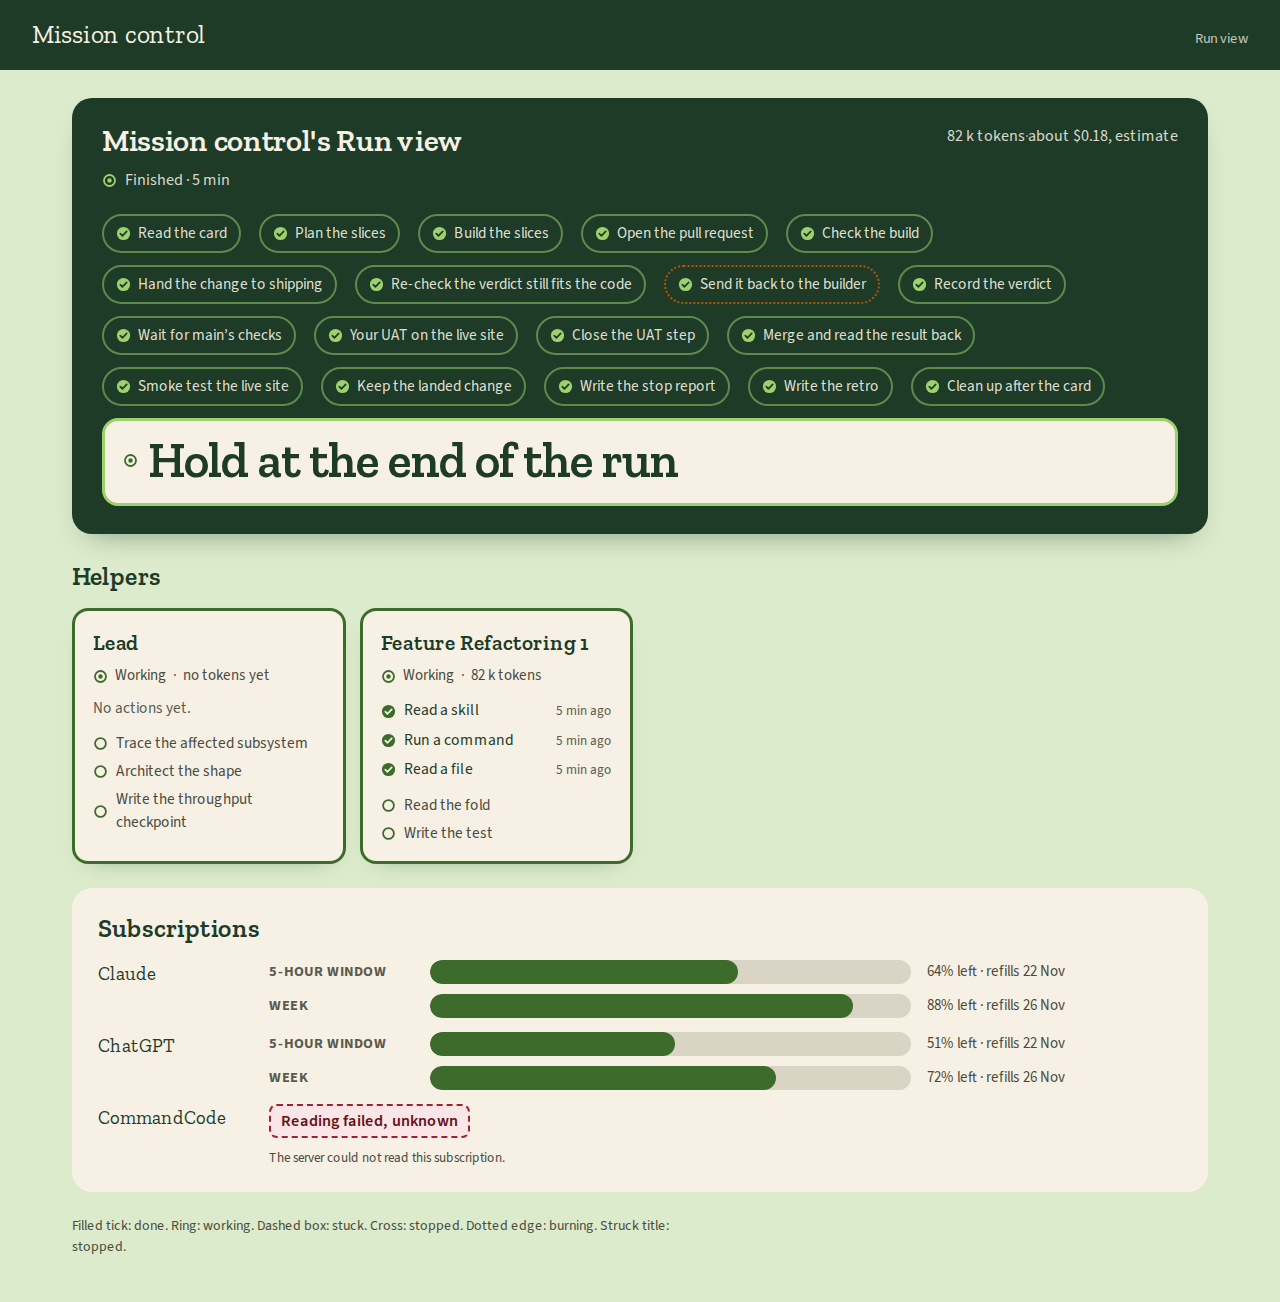 Mission control
Run view
Mission control's Run view
82 k tokens·about $0.18, estimate
Finished · 5 min
Read the card
Plan the slices
Build the slices
Open the pull request
Check the build
Hand the change to shipping
Re-check the verdict still fits the code
Send it back to the builder
Record the verdict
Wait for main’s checks
Your UAT on the live site
Close the UAT step
Merge and read the result back
Smoke test the live site
Keep the landed change
Write the stop report
Write the retro
Clean up after the card
Hold at the end of the run
Helpers
Lead
Working · no tokens yet
No actions yet.
Trace the affected subsystem
Architect the shape
Write the throughput
checkpoint
Feature Refactoring 1
Working · 82 k tokens
Read a skill 5 min ago
Run a command 5 min ago
Read a file 5 min ago
Read the fold
Write the test
Subscriptions
Claude
5-HOUR WINDOW 64% left · refills 22 Nov
WEEK 88% left · refills 26 Nov
ChatGPT
5-HOUR WINDOW 51% left · refills 22 Nov
WEEK 72% left · refills 26 Nov
CommandCode
Reading failed, unknown
The server could not read this subscription.
Filled tick: done. Ring: working. Dashed box: stuck. Cross: stopped. Dotted edge: burning. Struck title:
stopped.